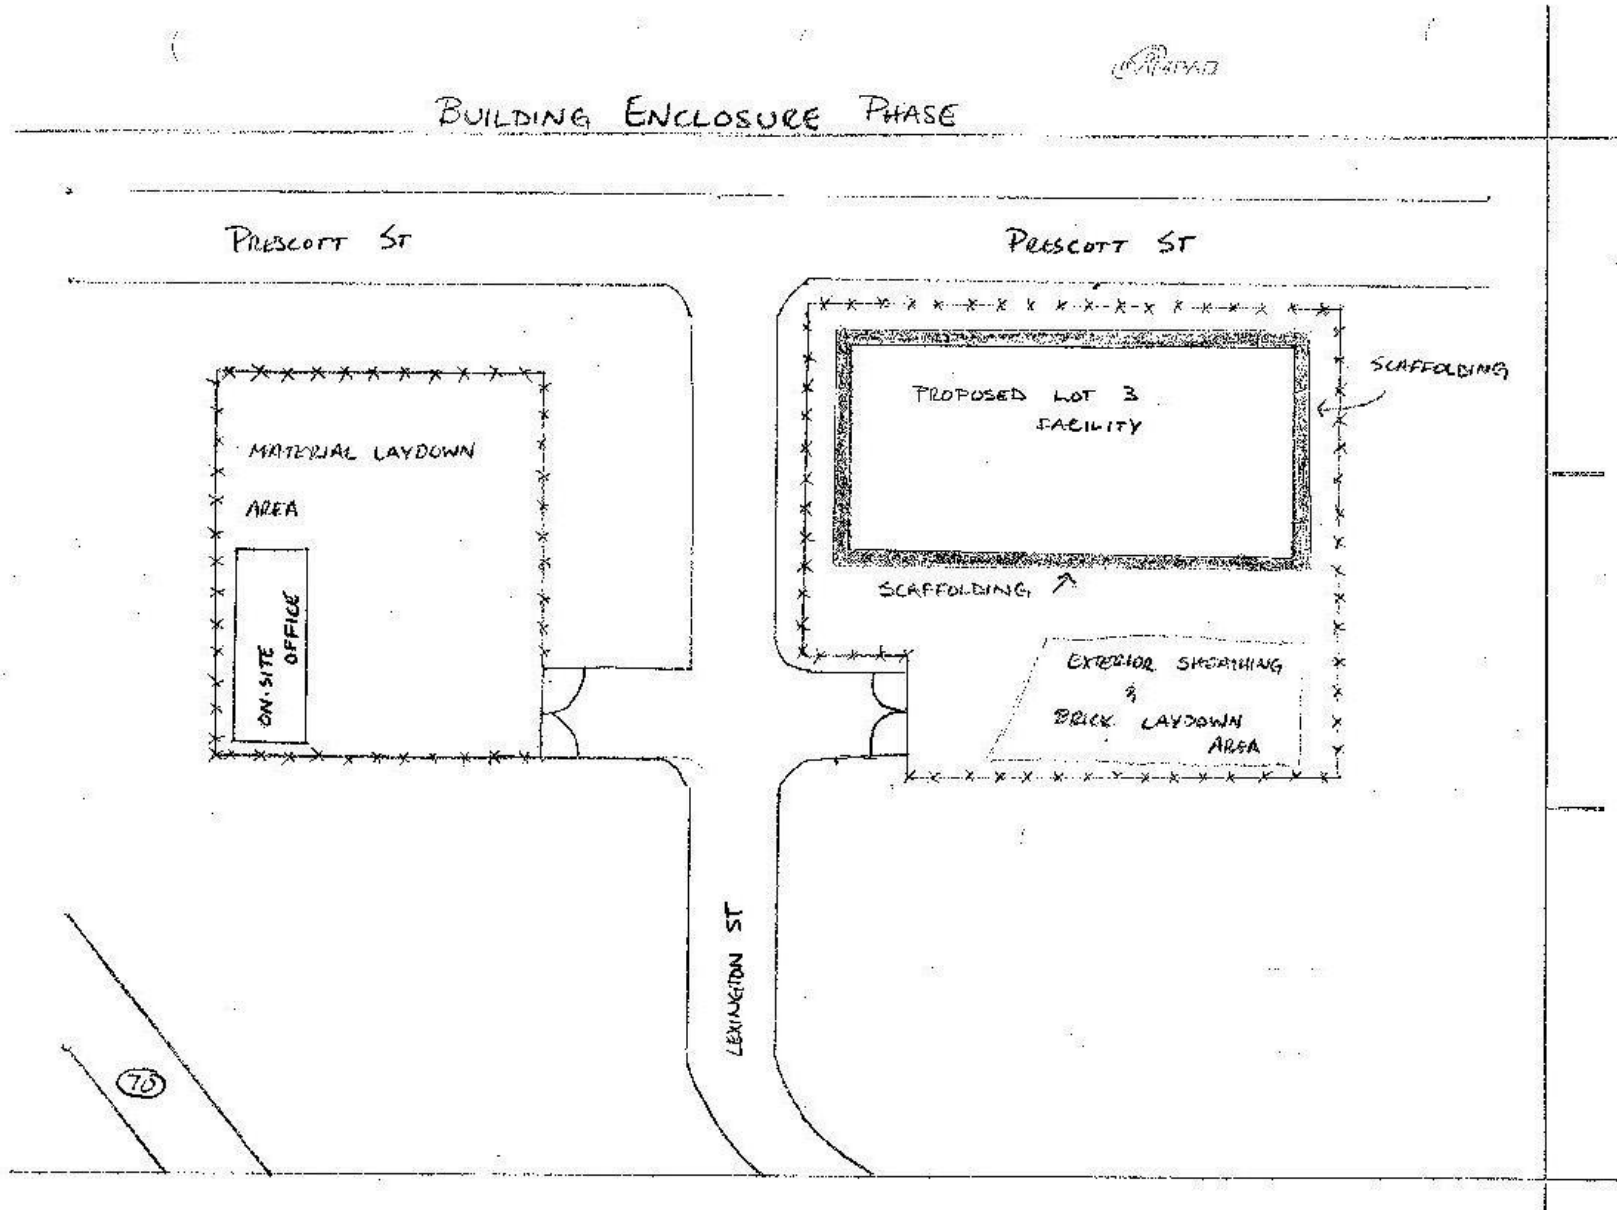 AMPAD
BUILDING ENCLOSURE PHASE
PRESCOTT ST
PRESCOTT ST
SCAFFOLDING
PROPOSED LOT 3
FACILITY
MATERIAL LAYDOWN
AREA
ON-SITE
OFFICE
SCAFFOLDING
EXTERIOR SHEATHING
&
BRICK LAYDOWN
AREA
LEXINGTON ST
70